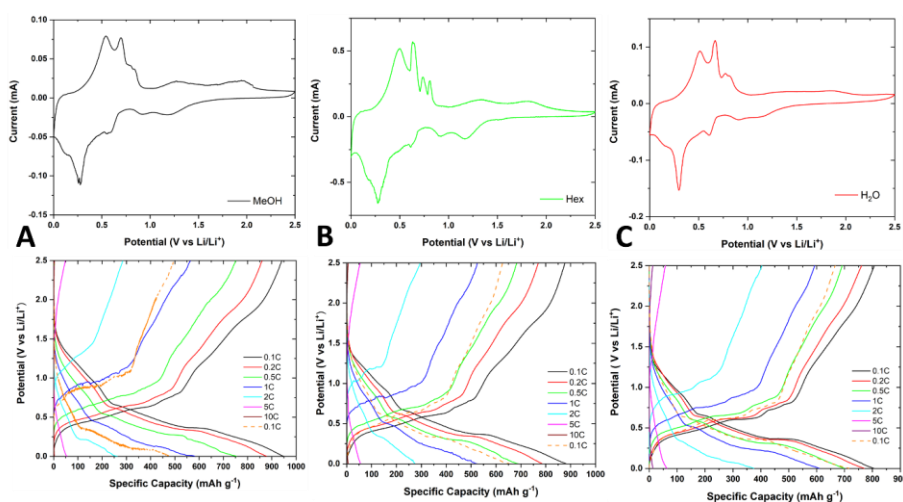 0.10
0.05
0.00
-0.05
-0.10
-0.15
Current (mA)
MeOH
0.0 0.5 1.0 1.5 2.0 2.5
Potential (V vs Li/Li+)
A
0.5
0.0
-0.5
Current (mA)
Hex
0.0 0.5 1.0 1.5 2.0 2.5
Potential (V vs Li/Li+)
B
0.1
0.0
-0.1
-0.2
Current (mA)
H2O
0.0 0.5 1.0 1.5 2.0 2.5
Potential (V vs Li/Li+)
C
2.5
2.0
1.5
1.0
0.5
0.0
Potential (V vs Li/Li+)
0.1C
0.2C
0.5C
1C
2C
5C
10C
0.1C
0 100 200 300 400 500 600 700 800 900 1000
Specific Capacity (mAh g-1)
2.5
2.0
1.5
1.0
0.5
0.0
Potential (V vs Li/Li+)
0.1C
0.2C
0.5C
1C
2C
5C
10C
0.1C
0 100 200 300 400 500 600 700 800 900 1000
Specific Capacity (mAh g-1)
2.5
2.0
1.5
1.0
0.5
0.0
Potential ( V vs Li/Li+)
0.1C
0.2C
0.5C
1C
2C
5C
10C
0.1C
0 100 200 300 400 500 600 700 800 90
Specific Capacity (mAh g-1)